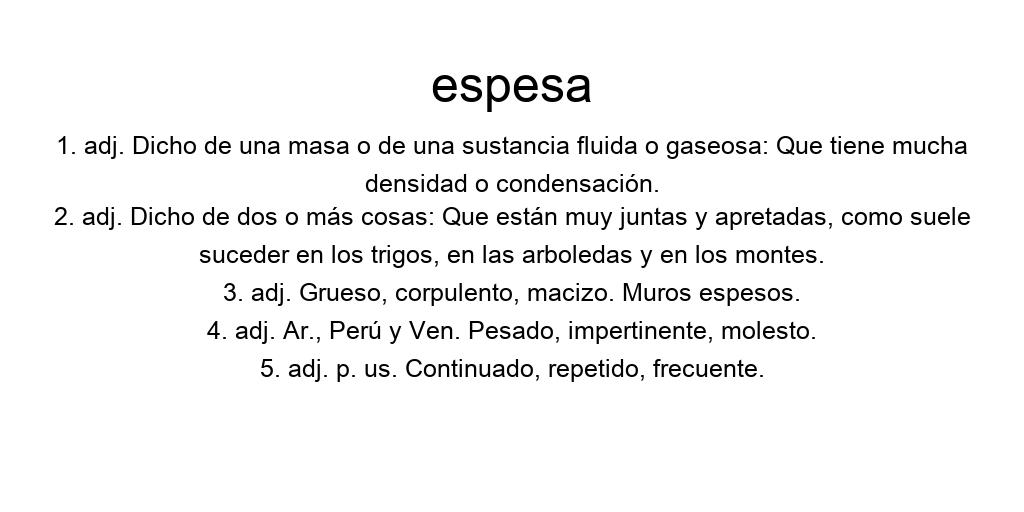 espesa
1. adj. Dicho de una masa o de una sustancia fluida o gaseosa: Que tiene mucha
densidad o condensación.
2. adj. Dicho de dos o más cosas: Que están muy juntas y apretadas, como suele
suceder en los trigos, en las arboledas y en los montes.
3. adj. Grueso, corpulento, macizo. Muros espesos.
4. adj. Ar., Perú y Ven. Pesado, impertinente, molesto.
5. adj. p. us. Continuado, repetido, frecuente.